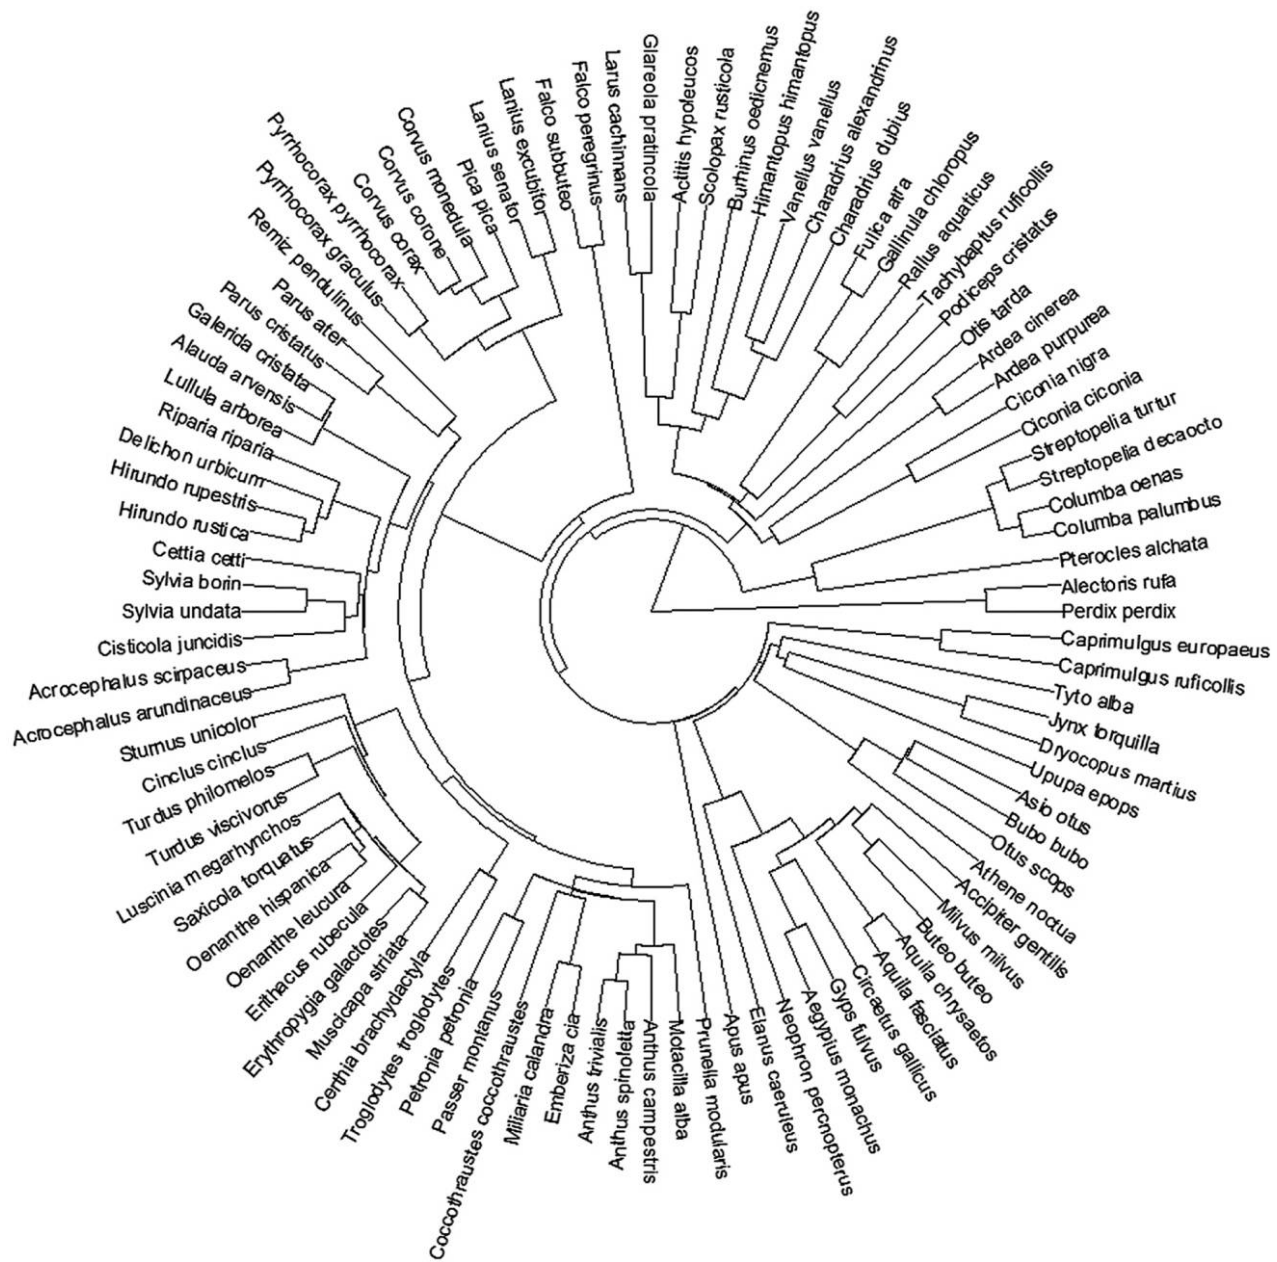 Glareola pratincola
Actitis hypoleucos
Scolopax rusticola
Burhinus oedicnemus
Himantopus himantopus
Vanellus vanellus
Charadrius alexandrinus
Charadrius dubius
Fulica atra
Gallinula chloropus
Rallus aquaticus
Tachybaptus ruficollis
Podiceps cristatus
Otis tarda
Ardea cinerea
Ardea purpurea
Ciconia nigra
Ciconia ciconia
Streptopelia turtur
Streptopelia decaocto
Columba oenas
Columba palumbus
Pterocles alchata
Alectoris rufa
Perdix perdix
Caprimulgus europaeus
Caprimulgus ruficollis
Tyto alba
Jynx torquilla
Dryocopus martius
Upupa epops
Asio otus
Bubo bubo
Otus scops
Athene noctua
Accipiter gentilis
Milvus milvus
Buteo buteo
Aquila chrysaetos
Aquila fasciatus
Circaetus gallicus
Gyps fulvus
Aegypius monachus
Neophron percnopterus
Elanus caeruleus
Apus apus
Prunella modularis
Motacilla alba
Anthus campestris
Anthus spinoletta
Anthus trivialis
Emberiza cia
Miliaria calandra
Coccothraustes coccothraustes
Passer montanus
Petronia petronia
Troglodytes troglodytes
Certhia brachydactyla
Muscicapa striata
Erythropygia galactotes
Erithacus rubecula
Oenanthe leucura
Oenanthe hispanica
Saxicola torquatus
Luscinia megarhynchos
Turdus viscivorus
Turdus philomelos
Cinclus cinclus
Sturnus unicolor
Acrocephalus arundinaceus
Acrocephalus scirpaceus
Cisticola juncidis
Sylvia undata
Sylvia borin
Cettia cetti
Hirundo rustica
Hirundo rupestris
Delichon urbicum
Riparia riparia
Lullula arborea
Alauda arvensis
Galerida cristata
Parus cristatus
Parus ater
Remiz pendulinus
Pyrrhocorax graculus
Pyrrhocorax pyrrhocorax
Corvus corax
Corvus corone
Corvus monedula
Pica pica
Lanius senator
Lanius excubitor
Falco subbuteo
Falco peregrinus
Larus cachinnans